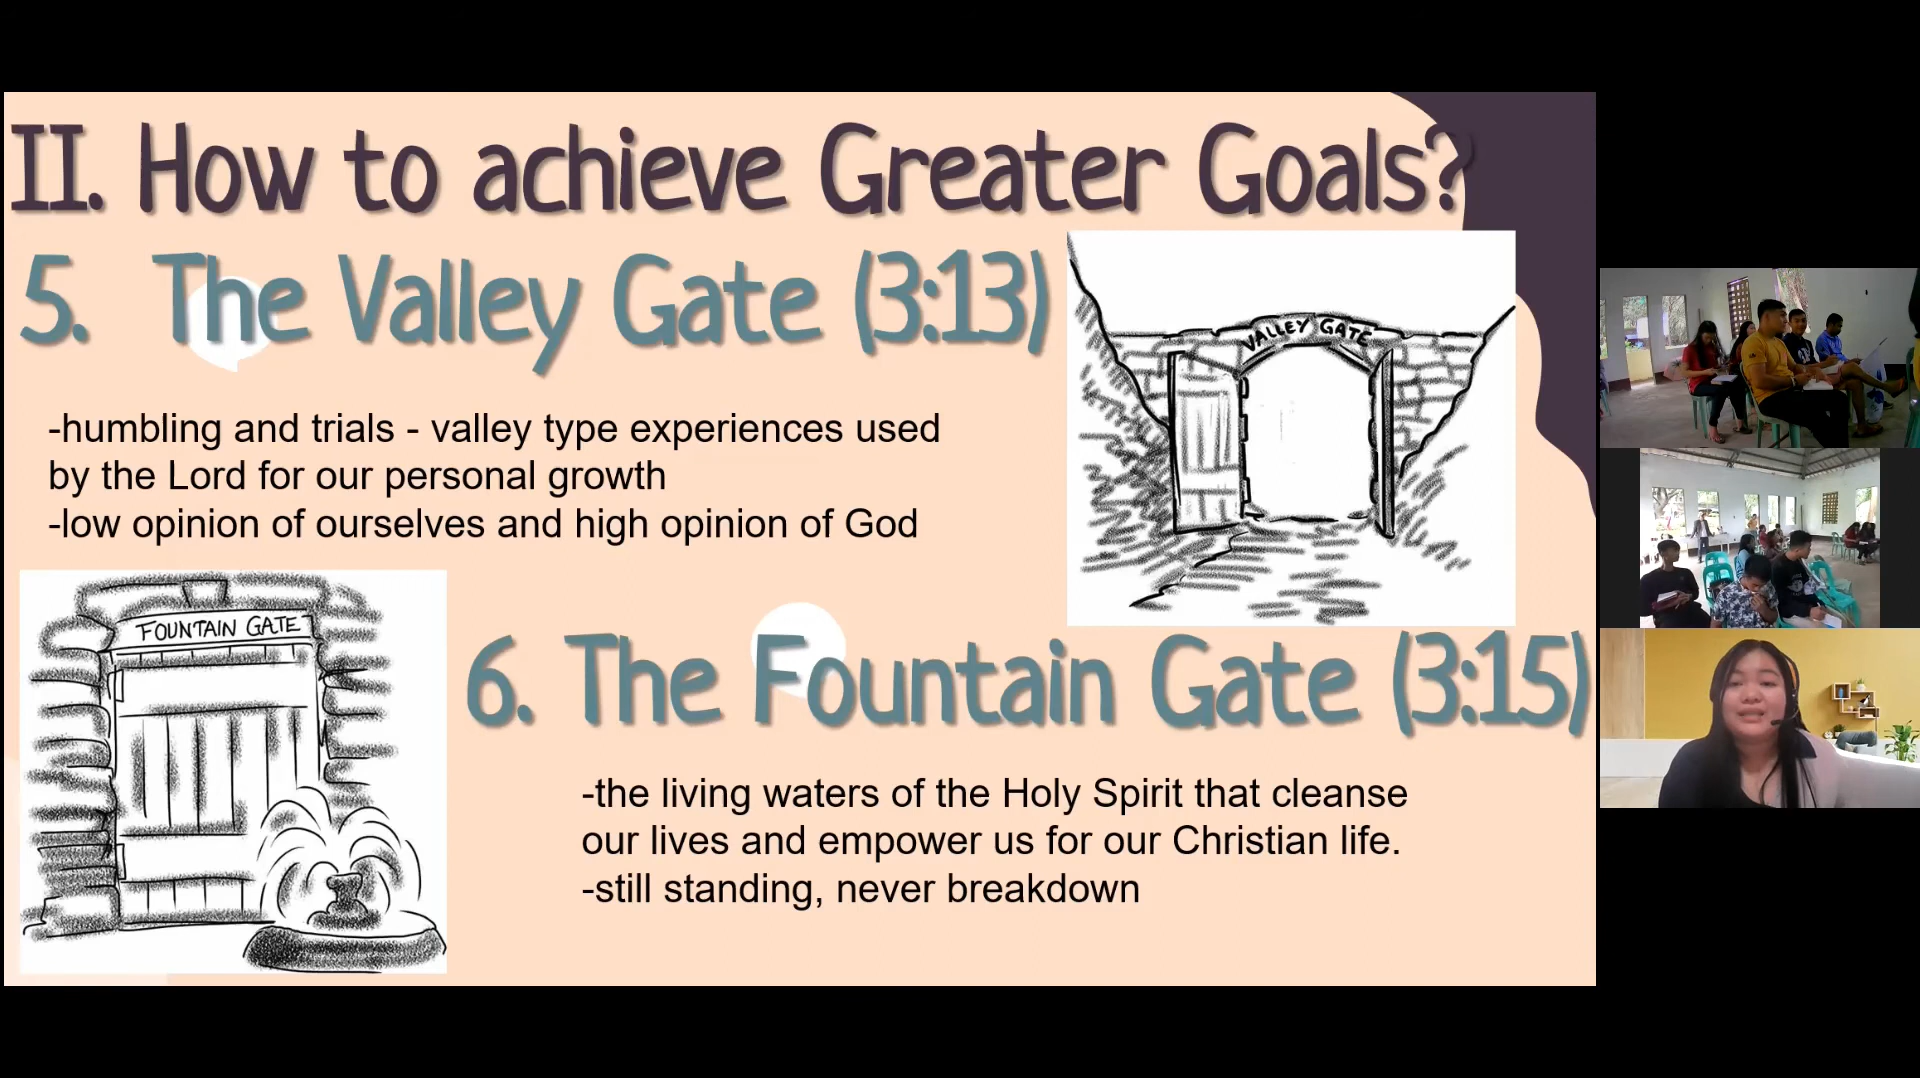 II. How to achieve Greater Goals?
5. The Valley Gate (3:13)
VALLEY GATE
-humbling and trials - valley type experiences used
by the Lord for our personal growth
-low opinion of ourselves and high opinion of God
FOUNTAIN GATE
6. The Fountain Gate (3:15)
-the living waters of the Holy Spirit that cleanse
our lives and empower us for our Christian life.
-still standing, never breakdown